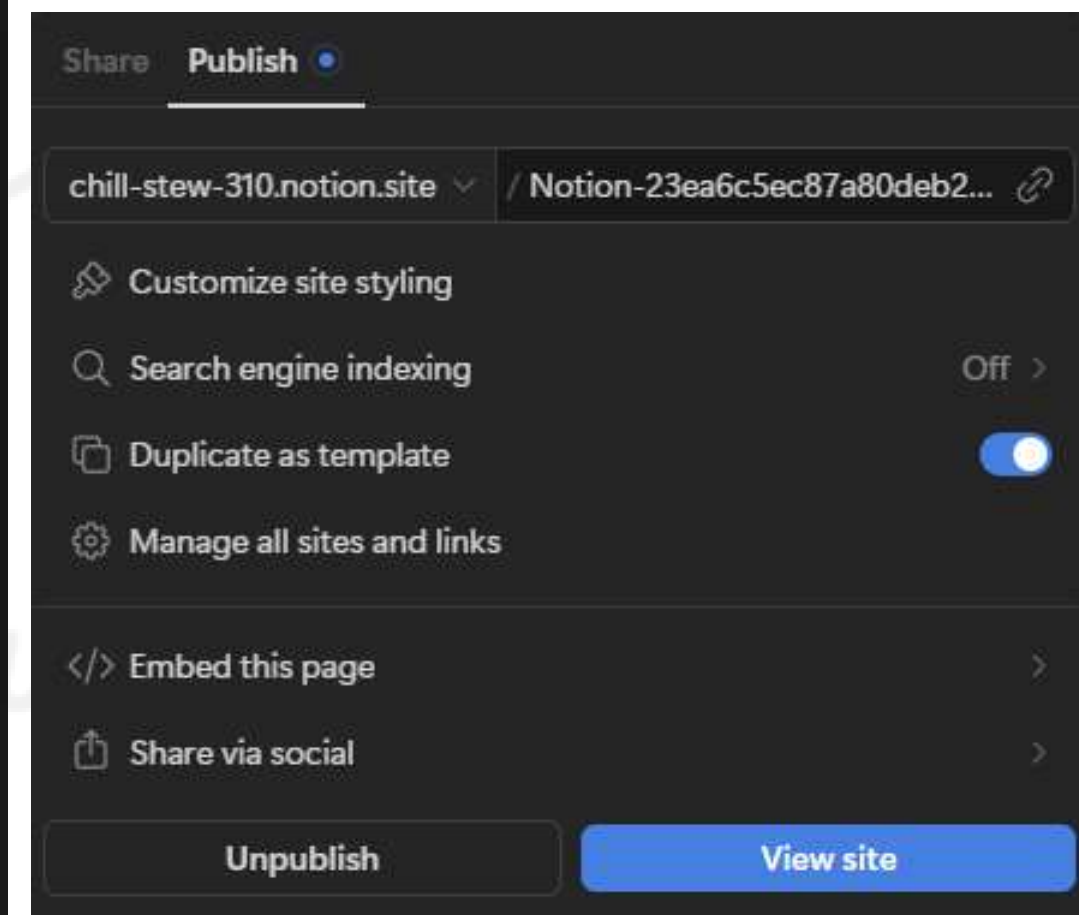 Share Publish
chill-stew-310.notion.site / Notion-23ea6c5ec87a80deb2...
Customize site styling
Search engine indexing Off
Duplicate as template
Manage all sites and links
</> Embed this page
Share via social
Unpublish View site